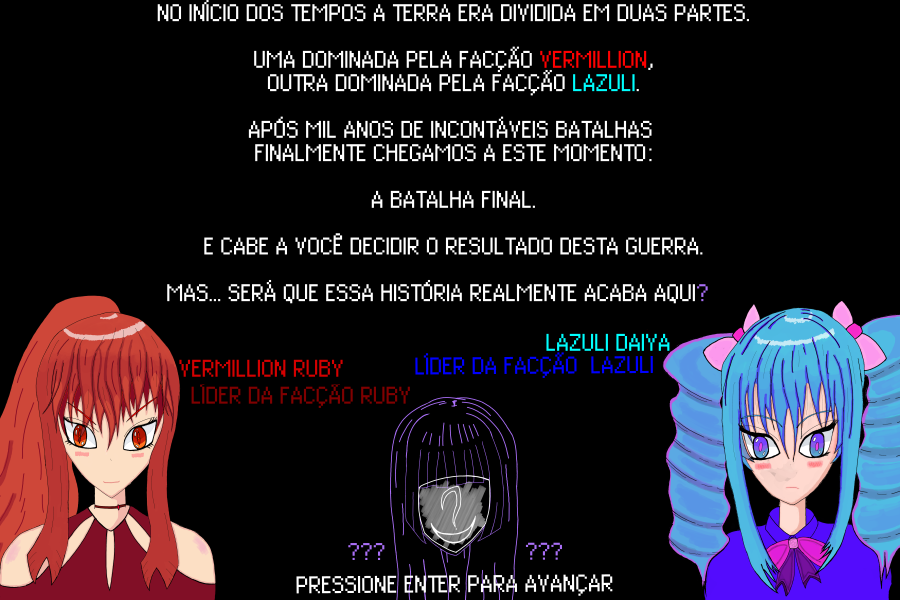 NO INÍCIO DOS TEMPOS A TERRA ERA DIVIDIDA EM DUAS PARTES.
UMA DOMINADA PELA FACÇÃO VERMILLION,
OUTRA DOMINADA PELA FACÇÃO LAZULI.
APÓS MIL ANOS DE INCONTÁVEIS BATALHAS
FINALMENTE CHEGAMOS A ESTE MOMENTO:
A BATALHA FINAL.
E CABE A VOCÊ DECIDIR O RESULTADO DESTA GUERRA.
MAS... SERÁ QUE ESSA HISTÓRIA REALMENTE ACABA AQUI?
LAZULI DAIYA
LÍDER DA FACÇÃO LAZULI
VERMILLION RUBY
LÍDER DA FACÇÃO RUBY
?
??? ???
PRESSIONE ENTER PARA AVANÇAR